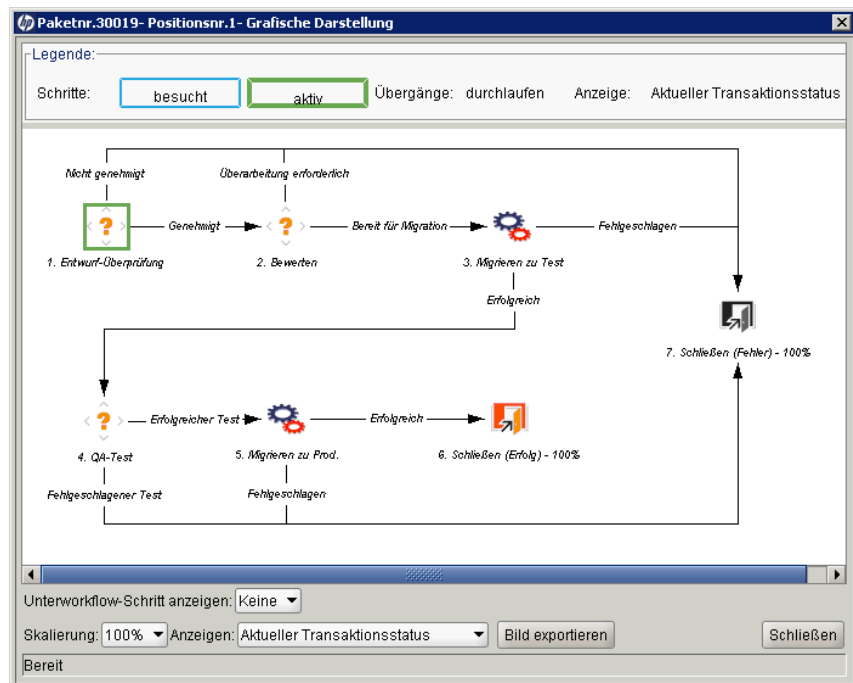 Paketnr.30019- Positionsnr.1- Grafische Darstellung
Legende:
Schritte: besucht aktiv Übergänge: durchlaufen Anzeige: Aktueller Transaktionsstatus
Nicht genehmigt Überarbeitung erforderlich
Genehmigt Bereit für Migration Fehlgeschlagen
1. Entwurf-Überprüfung 2. Bewerten 3. Migrieren zu Test
Erfolgreich
7. Schließen (Fehler) - 100%
Erfolgreicher Test Erfolgreich
4. QA-Test 5. Migrieren zu Prod. 6. Schließen (Erfolg) - 100%
Fehlgeschlagener Test Fehlgeschlagen
Unterworkflow-Schritt anzeigen: Keine
Skalierung: 100% Anzeigen: Aktueller Transaktionsstatus Bild exportieren Schließen
Bereit